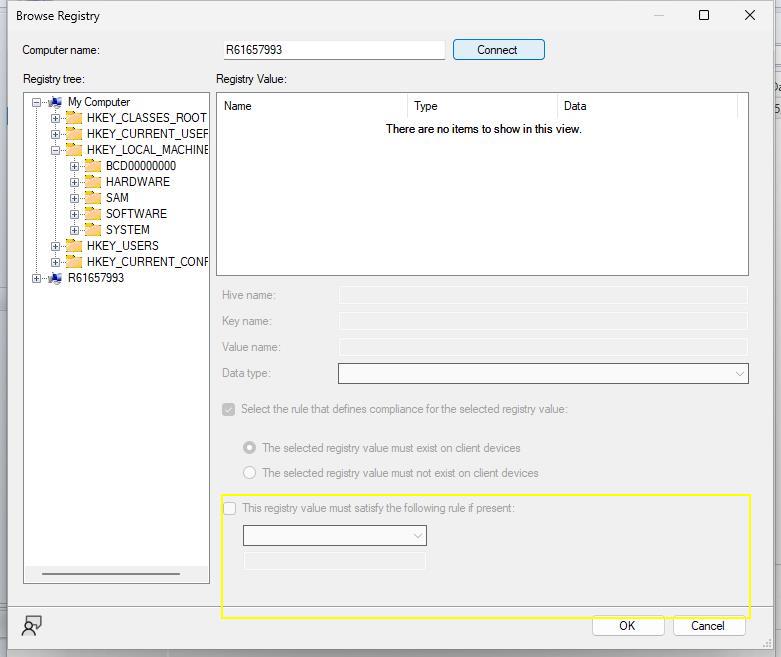 Browse Registry
Computer name:
R61657993
Connect
Registry tree:
My Computer
HKEY_CLASSES_ROOT
HKEY_CURRENT_USEF
HKEY_LOCAL_MACHINE
BCD00000000
HARDWARE
SAM
SOFTWARE
SYSTEM
HKEY_USERS
HKEY_CURRENT_CONF
R61657993
Registry Value:
Name Type Data
There are no items to show in this view.
Hive name:
Key name:
Value name:
Data type:
Select the rule that defines compliance for the selected registry value:
The selected registry value must exist on client devices
The selected registry value must not exist on client devices
This registry value must satisfy the following rule if present:
OK Cancel